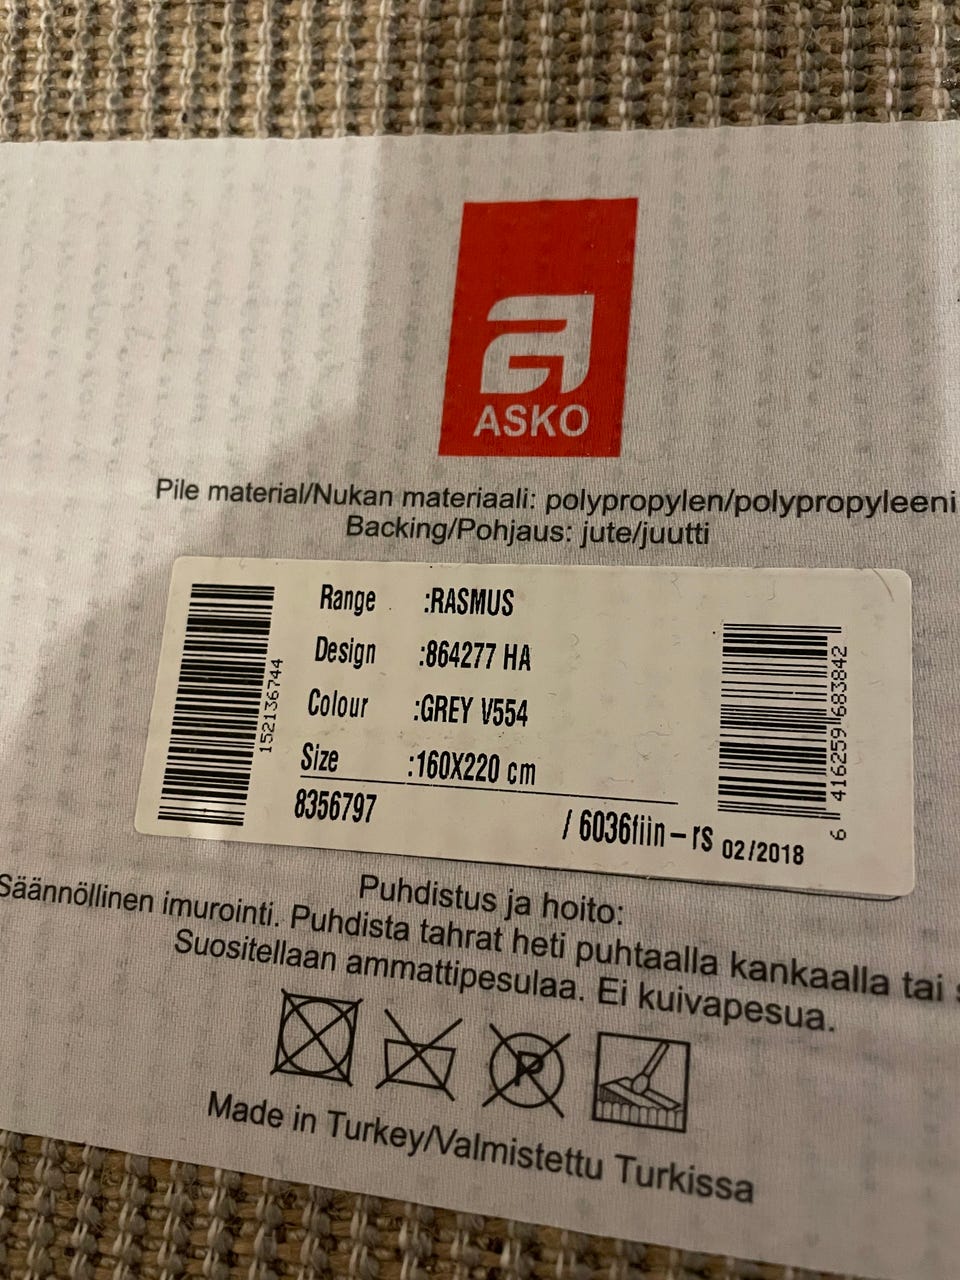 ASKO
Pile material/Nukan materiaali: polypropylen/polypropyleeni
Backing/Pohjaus: jute/juutti
152136744
Range :RASMUS
Design :864277 HA
Colour :GREY V554
Size :160X220 cm
8356797 / 6036fiin-rs 02/2018
6 416259 683842
Puhdistus ja hoito:
Säännöllinen imurointi. Puhdista tahrat heti puhtaalla kankaalla tai
Suositellaan ammattipesulaa. Ei kuivapesua.
P
Made in Turkey/Valmistettu Turkissa